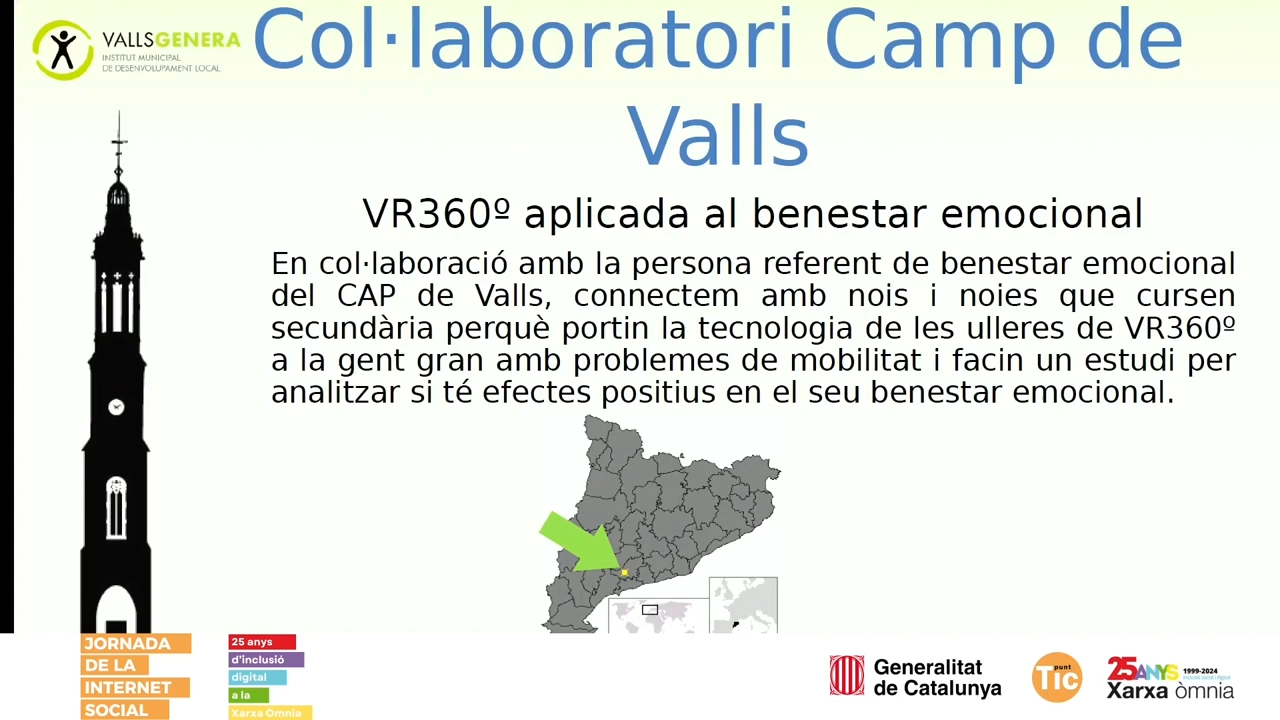 VALLSGENERA
INSTITUT MUNICIPAL
DE DESENVOLUPAMENT LOCAL
Col·laboratori Camp de
Valls
VR360º aplicada al benestar emocional
En col·laboració amb la persona referent de benestar emocional
del CAP de Valls, connectem amb nois i noies que cursen
secundària perquè portin la tecnologia de les ulleres de VR360º
a la gent gran amb problemes de mobilitat i facin un estudi per
analitzar si té efectes positius en el seu benestar emocional.
JORNADA
DE LA
INTERNET
SOCIAL
25 anys
d'inclusió
digital
a la
Xarxa Òmnia
Generalitat
de Catalunya
punt
Tic
25ANYS 1999-2024
inclusió social i digital
Xarxa òmnia